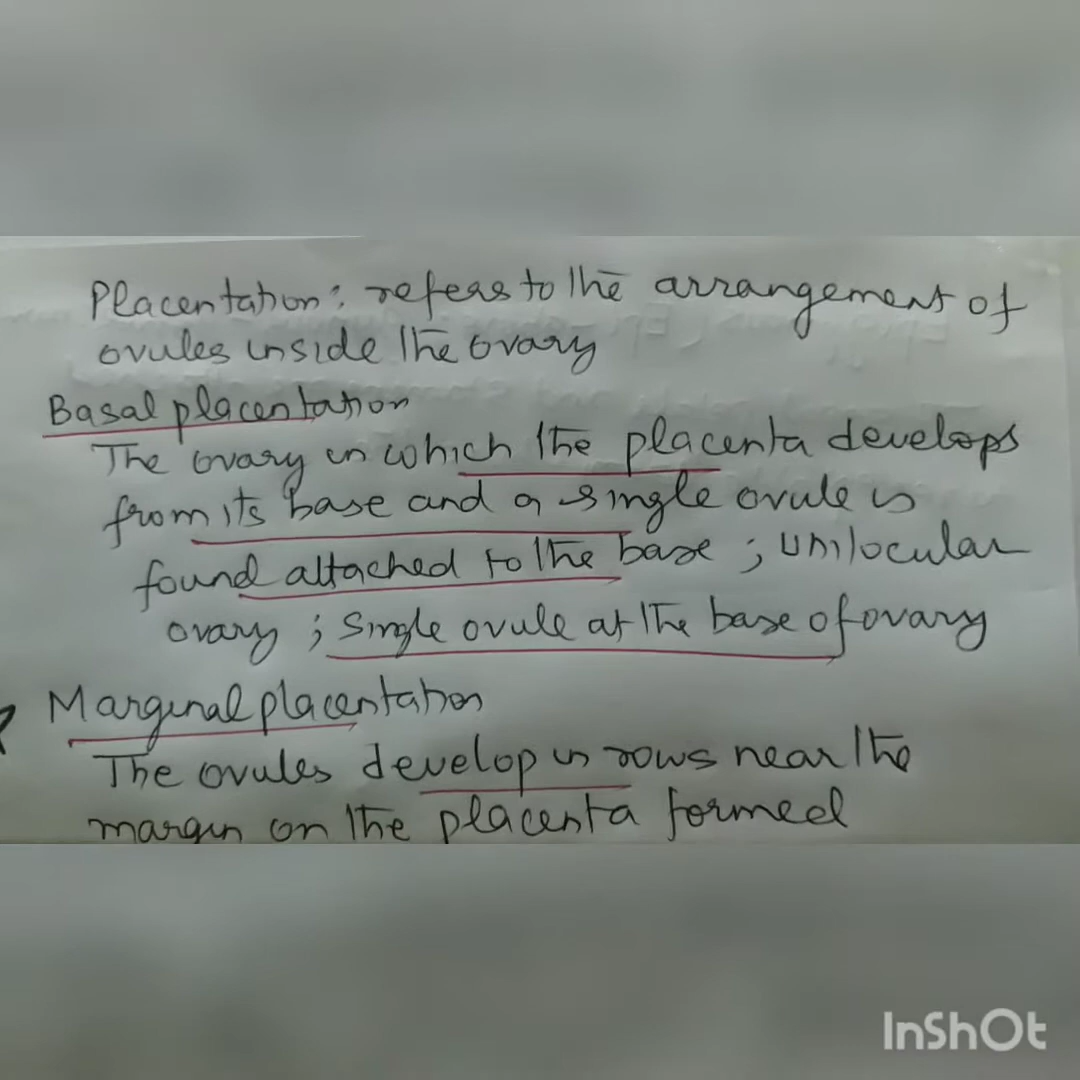 Placentation: refers to the arrangement of
ovules inside the ovary
Basal placentation
The ovary in which the placenta develops
from its base and a single ovule is
found attached to the base ; unilocular
ovary ; single ovule at the base of ovary
Marginal placentation
The ovules develop in rows near the
margin on the placenta formed
InShOt